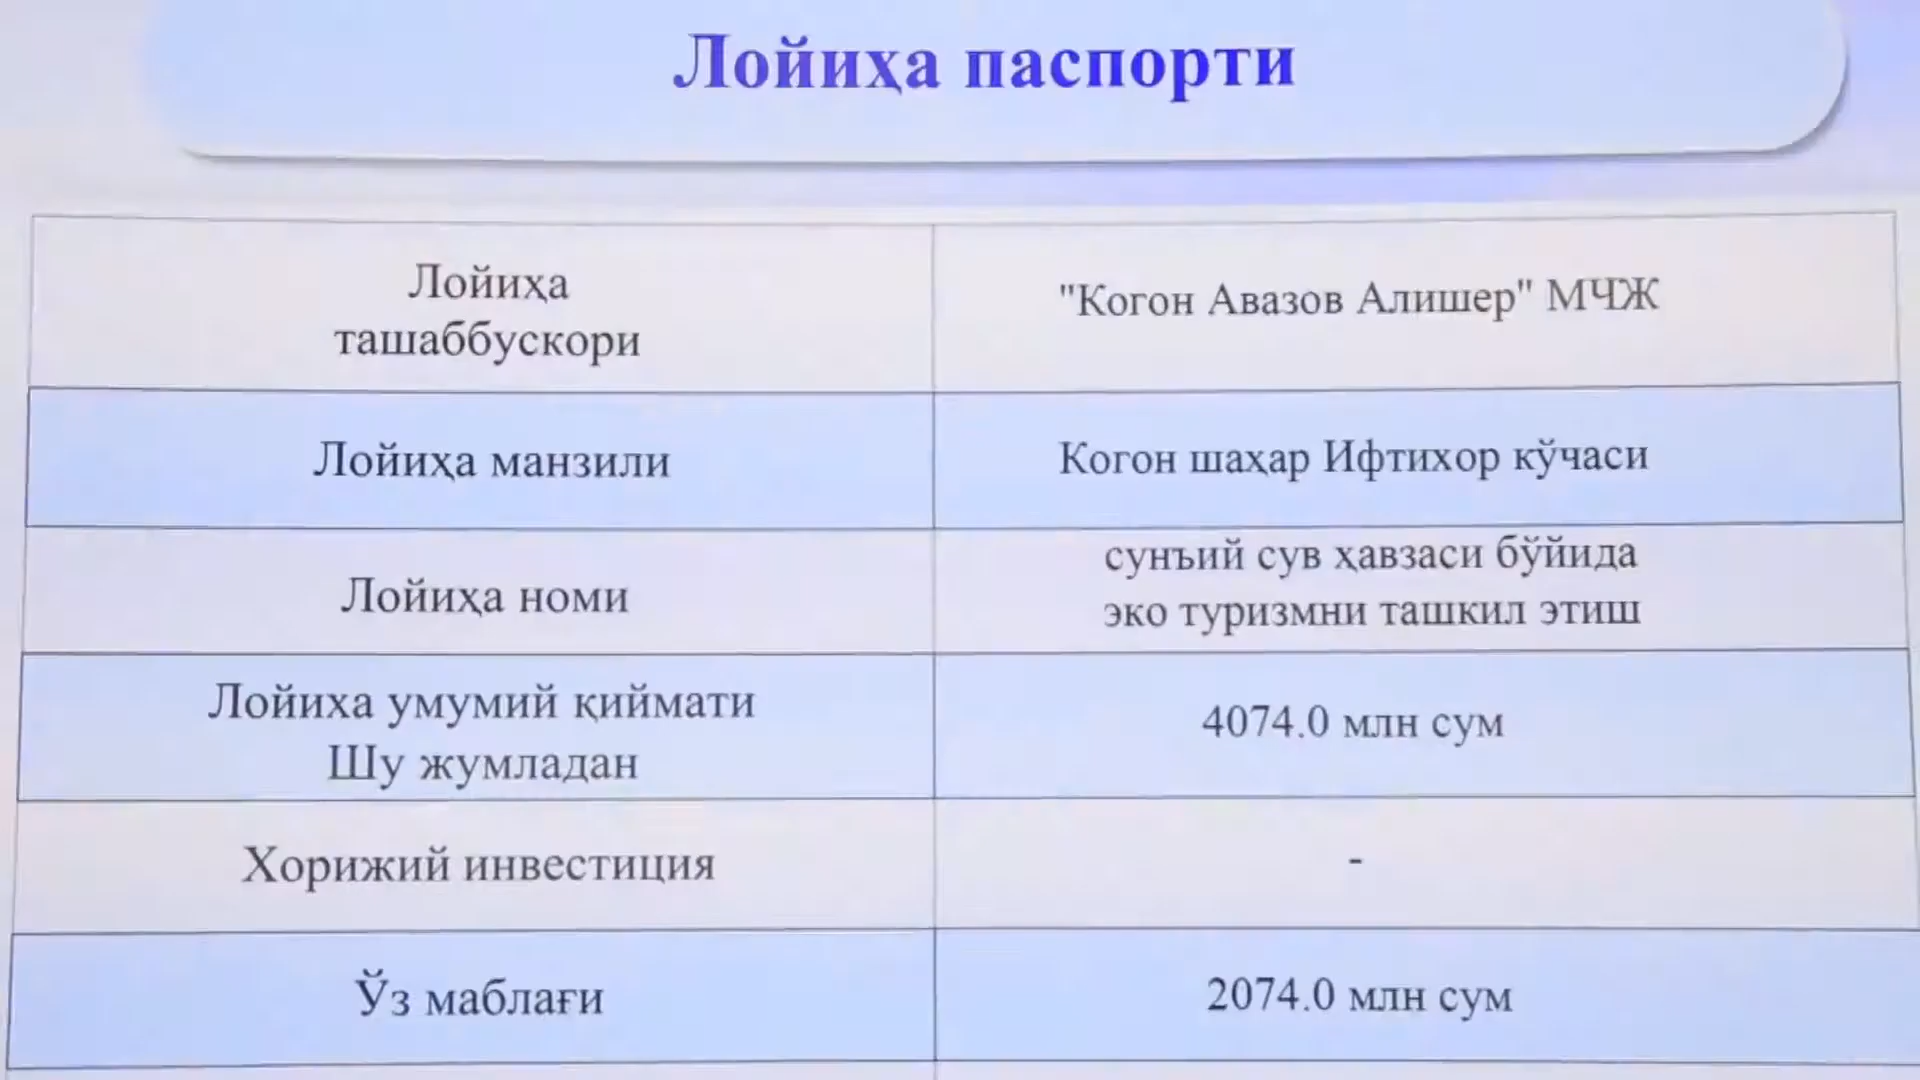 Лойиҳа паспорти
Лойиҳа
ташаббускори
"Когон Авазов Алишер" МЧЖ
Лойиҳа манзили
Когон шаҳар Ифтихор кўчаси
Лойиҳа номи
сунъий сув ҳавзаси бўйида
эко туризмни ташкил этиш
Лойиха умумий қиймати
Шу жумладан
4074.0 млн сум
Хорижий инвестиция
-
Ўз маблағи
2074.0 млн сум